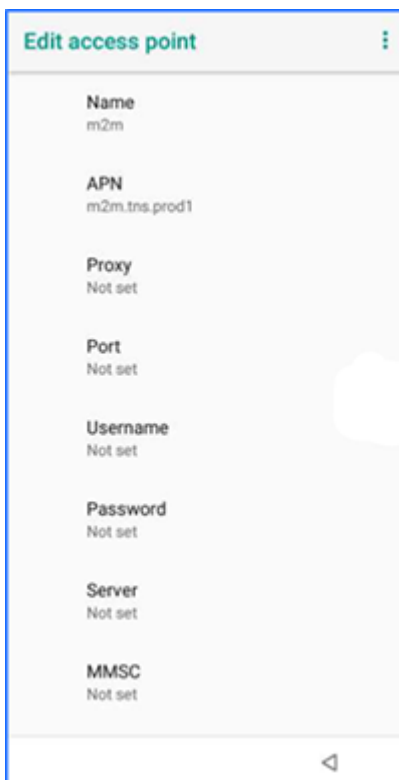 Edit access point
Name
m2m
APN
m2m.tns.prod1
Proxy
Not set
Port
Not set
Username
Not set
Password
Not set
Server
Not set
MMSC
Not set